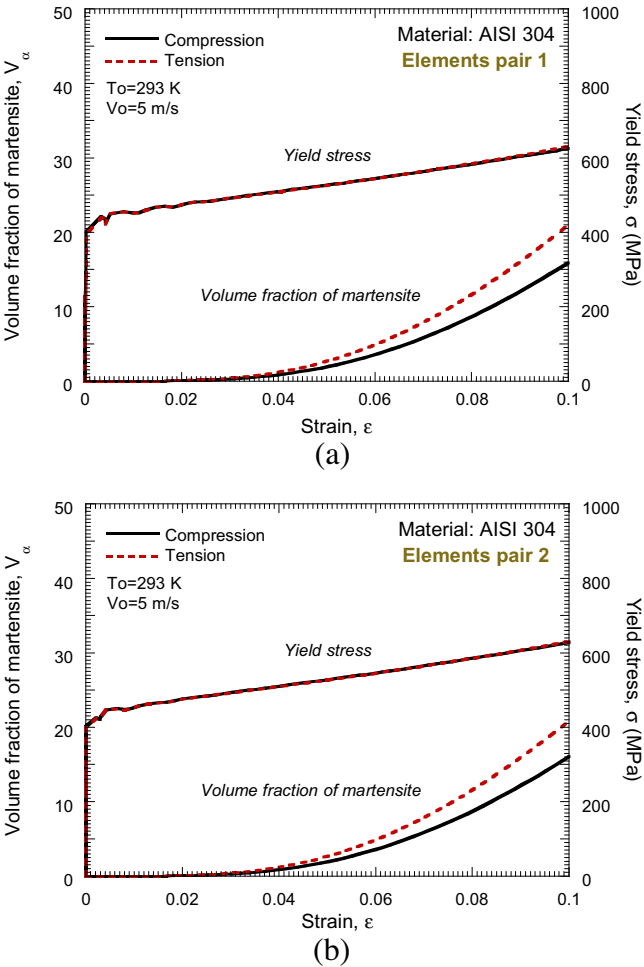 50
1000
Compression
Material: AISI 304
Tension
Elements pair 1
40
800
To=293 K
Vo=5 m/s
Volume fraction of martensite, V α
Yield stress, σ (MPa)
30
600
Yield stress
20
400
Volume fraction of martensite
10
200
0
0
0
0.02
0.04
0.06
0.08
0.1
Strain, ε
(a)
50
1000
Compression
Material: AISI 304
Tension
Elements pair 2
40
800
To=293 K
Vo=5 m/s
Volume fraction of martensite, V α
Yield stress, σ (MPa)
30
600
Yield stress
20
400
Volume fraction of martensite
10
200
0
0
0
0.02
0.04
0.06
0.08
0.1
Strain, ε
(b)